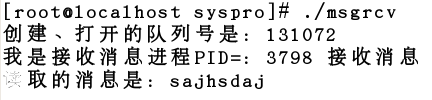 [root@localhost syspro]# ./msgrcv
创建、打开的队列号是：131072
我是接收消息进程PID=：3798 接收消息
读取的消息是：sajhsdaj